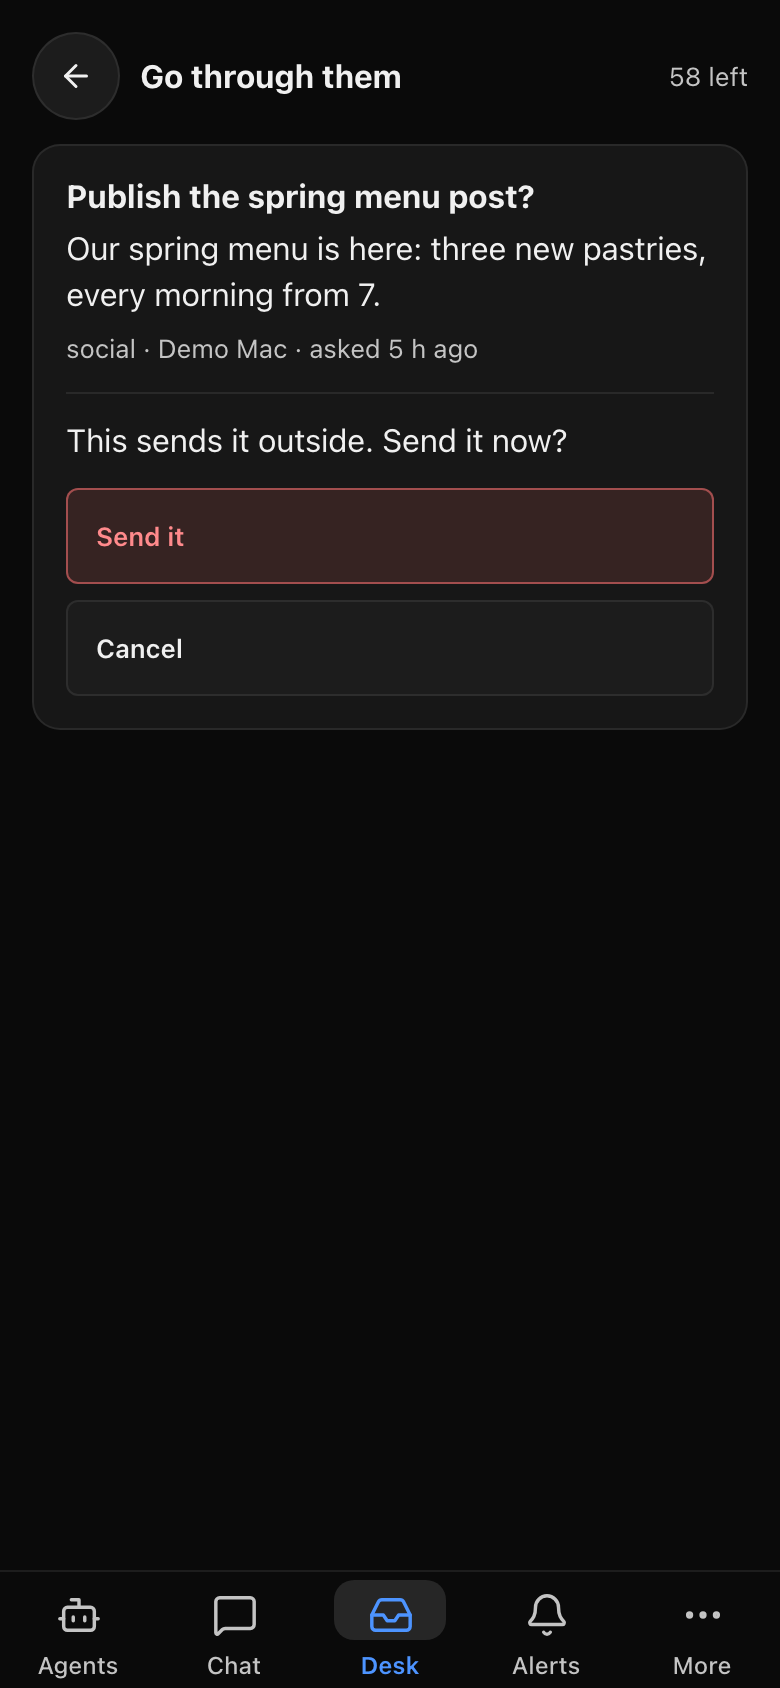 Go through them
58 left
Publish the spring menu post?
Our spring menu is here: three new pastries,
every morning from 7.
social · Demo Mac · asked 5 h ago
This sends it outside. Send it now?
Send it
Cancel
Agents
Chat
Desk
Alerts
More